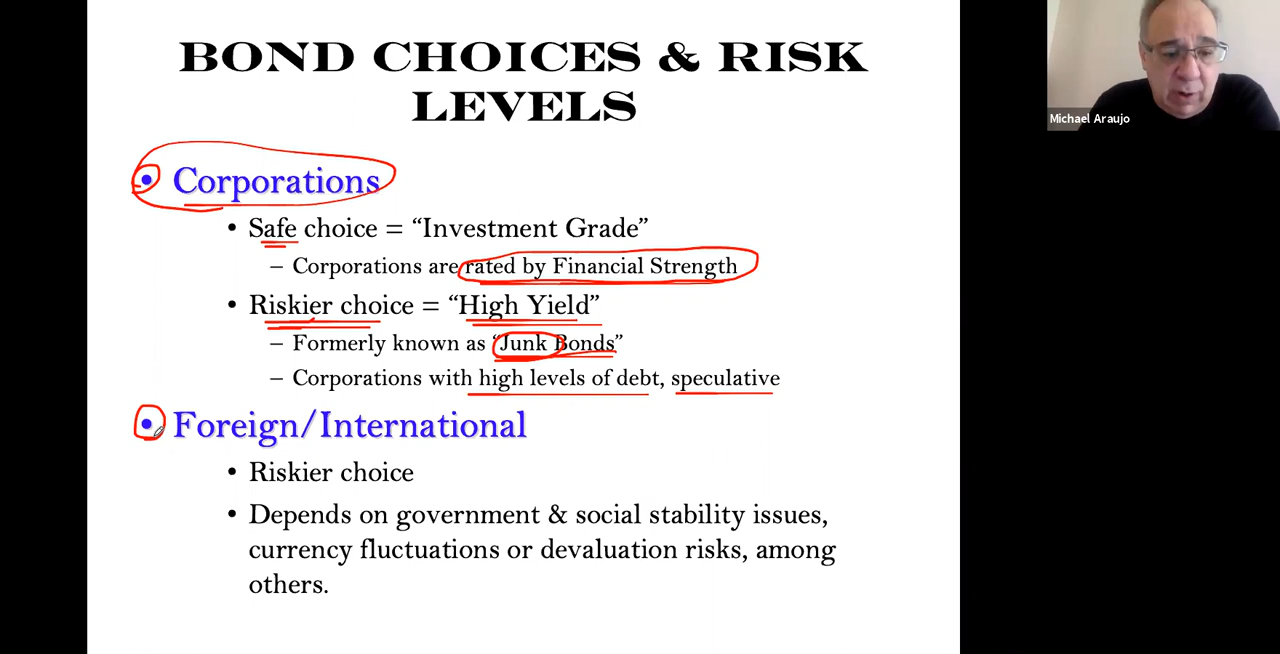 BOND CHOICES & RISK
LEVELS
• Corporations
• Safe choice = “Investment Grade”
– Corporations are rated by Financial Strength
• Riskier choice = “High Yield”
– Formerly known as “Junk Bonds”
– Corporations with high levels of debt, speculative
• Foreign/International
• Riskier choice
• Depends on government & social stability issues,
currency fluctuations or devaluation risks, among
others.
Michael Araujo